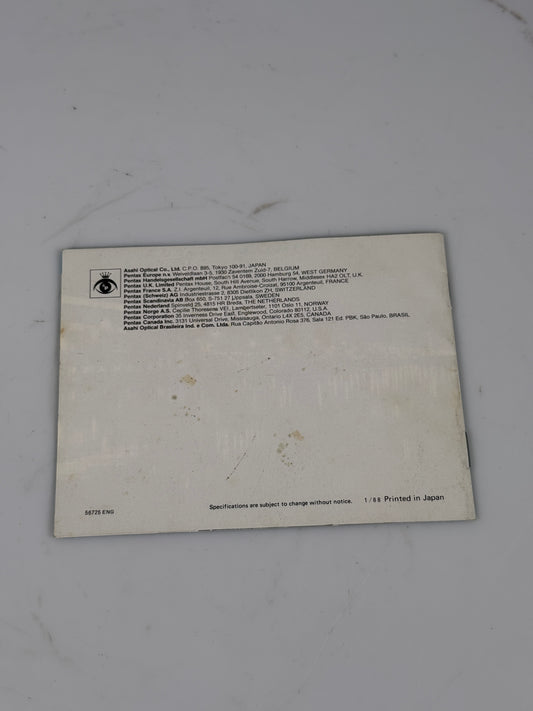 Asahi Optical Co., Ltd. C.P.O. 895, Tokyo 100-91, JAPAN
Pentax Europe n.v. Weiveldlaan 3-5, 1930 Zaventem Zuid-7, BELGIUM
Pentax Handelsgesellschaft mbH Postfach 54 0169, 2000 Hamburg 54, WEST GERMANY
Pentax U.K. Limited Pentax House, South Hill Avenue, South Harrow, Middlesex HA2 OLT, U.K.
Pentax France S.A. Z.I. Argenteuil, 12, Rue Ambroise-Croizat, 95100 Argenteuil, FRANCE
Pentax (Schweiz) AG Industriestrasse 2, 8305 Dietlikon ZH, SWITZERLAND
Pentax Scandinavia AB Box 650, S-751 27 Uppsala, SWEDEN
Pentax Nederland Spinveld 25, 4815 HR Breda, THE NETHERLANDS
Pentax Norge A.S. Cecilie Thoresens VEI, Lambertseter, 1101 Oslo 11, NORWAY
Pentax Corporation 35 Inverness Drive East, Englewood, Colorado 80112, U.S.A.
Pentax Canada Inc. 3131 Universal Drive, Mississauga, Ontario L4X 2E5, CANADA
Asahi Optical Brasileira Ind. e Com. Ltda. Rua Capitão Antonio Rosa 376, Sala 121 Ed. PBK, São Paulo, BRASIL
56725 ENG
Specifications are subject to change without notice.
1/88 Printed in Japan